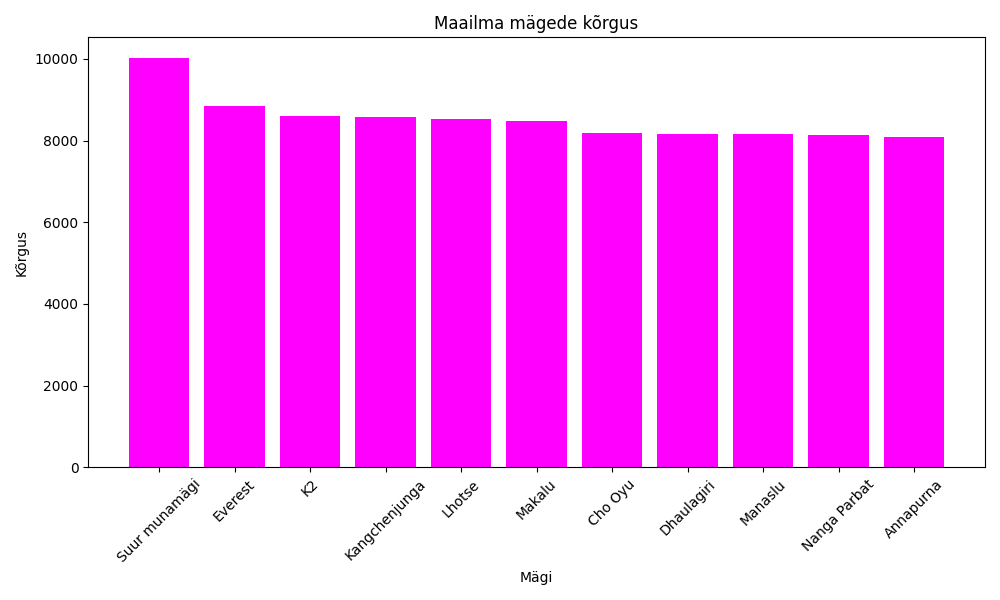 Maailma mägede kõrgus
Kõrgus
10000
8000
6000
4000
2000
0
Suur munamägi
Everest
K2
Kangchenjunga
Lhotse
Makalu
Cho Oyu
Dhaulagiri
Manaslu
Nanga Parbat
Annapurna
Mägi